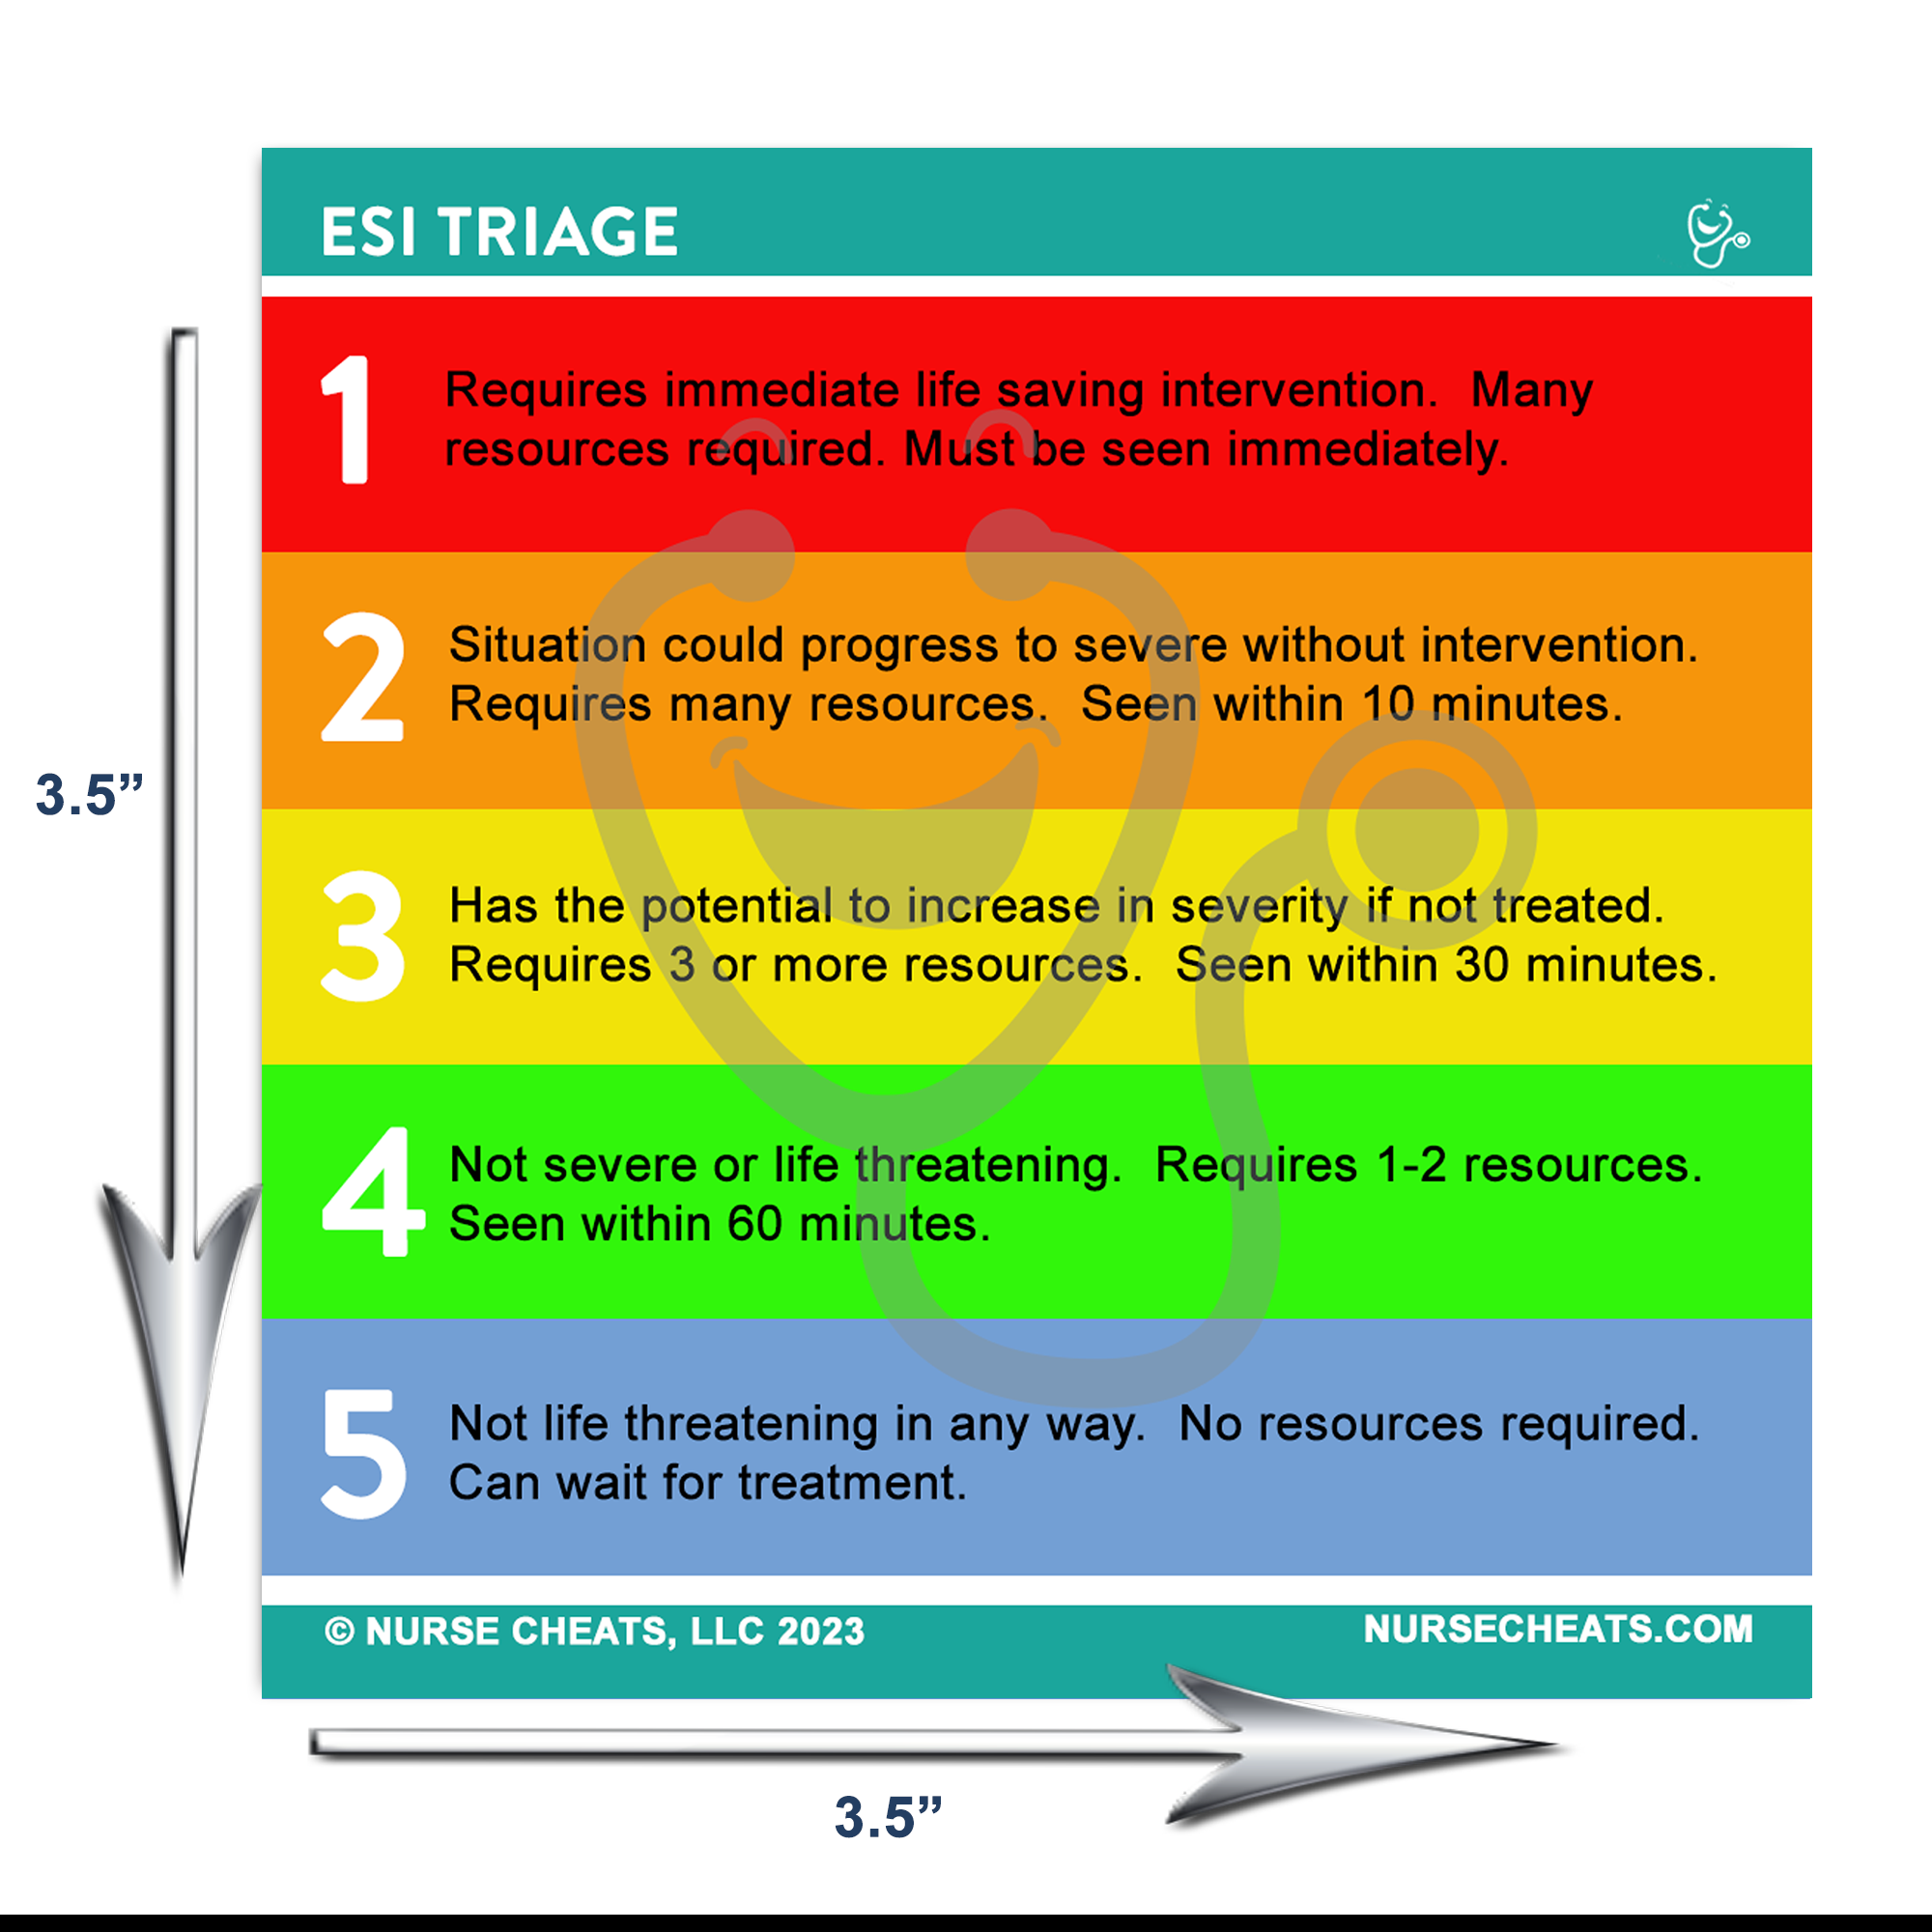 ESI TRIAGE
1
Requires immediate life saving intervention.  Many
resources required. Must be seen immediately.
2
Situation could progress to severe without intervention.
Requires many resources.  Seen within 10 minutes.
3.5”
3
Has the potential to increase in severity if not treated.
Requires 3 or more resources.  Seen within 30 minutes.
4
Not severe or life threatening.  Requires 1-2 resources.
Seen within 60 minutes.
5
Not life threatening in any way.  No resources required.
Can wait for treatment.
© NURSE CHEATS, LLC 2023
NURSECHEATS.COM
3.5”